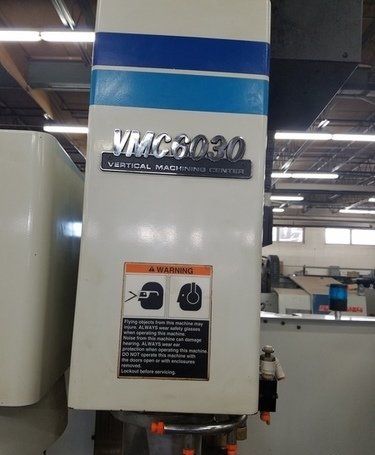 VMC6030
VERTICAL MACHINING CENTER
WARNING
Flying objects from this machine may
injure. ALWAYS wear safety glasses
when operating this machine.
Noise from this machine can damage
hearing. ALWAYS wear ear
protection when operating this machine.
DO NOT operate this machine with
the doors open or with enclosures
removed.
Lockout before servicing.